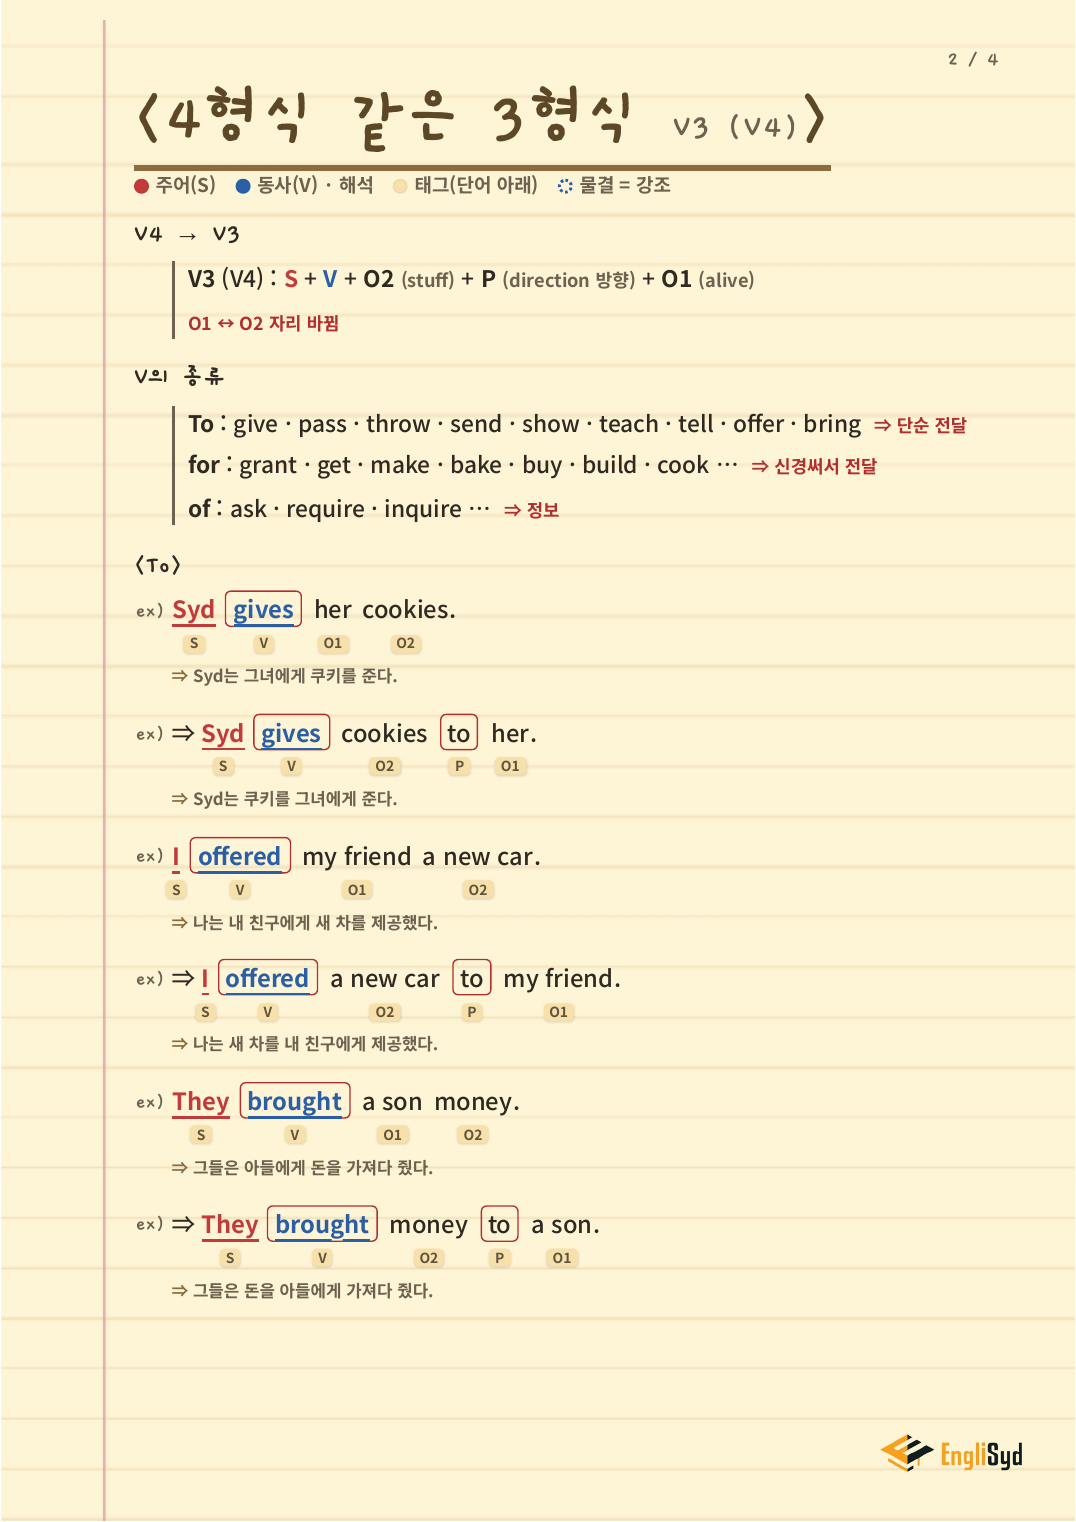 2 / 4
〈4형식 같은 3형식 V3 (V4)〉
주어(S) 동사(V) · 해석 태그(단어 아래) 물결 = 강조
V4 → V3
V3 (V4) : S + V + O2 (stuff) + P (direction 방향) + O1 (alive)
O1 ↔ O2 자리 바뀜
V의 종류
To : give · pass · throw · send · show · teach · tell · offer · bring ⇒ 단순 전달
for : grant · get · make · bake · buy · build · cook ⋯ ⇒ 신경써서 전달
of : ask · require · inquire ⋯ ⇒ 정보
〈To〉
ex) Syd gives her cookies.
S V O1 O2
⇒ Syd는 그녀에게 쿠키를 준다.
ex) ⇒ Syd gives cookies to her.
S V O2 P O1
⇒ Syd는 쿠키를 그녀에게 준다.
ex) I offered my friend a new car.
S V O1 O2
⇒ 나는 내 친구에게 새 차를 제공했다.
ex) ⇒ I offered a new car to my friend.
S V O2 P O1
⇒ 나는 새 차를 내 친구에게 제공했다.
ex) They brought a son money.
S V O1 O2
⇒ 그들은 아들에게 돈을 가져다 줬다.
ex) ⇒ They brought money to a son.
S V O2 P O1
⇒ 그들은 돈을 아들에게 가져다 줬다.
EngliSyd